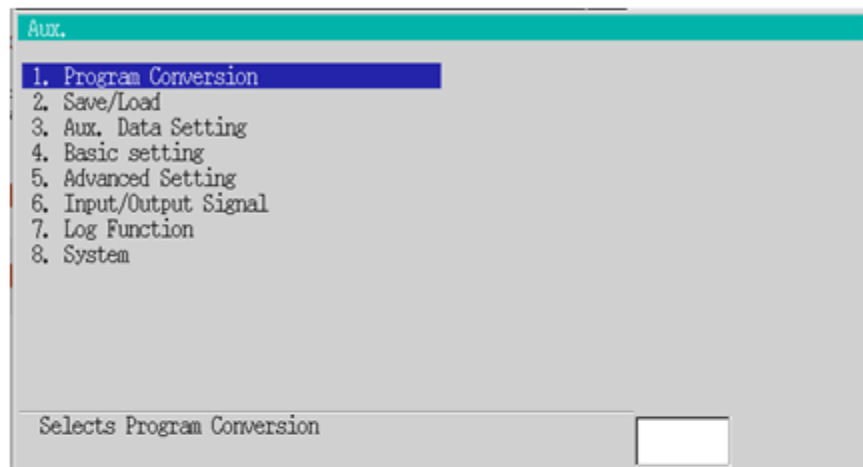 Aux.
1. Program Conversion
2. Save/Load
3. Aux. Data Setting
4. Basic setting
5. Advanced Setting
6. Input/Output Signal
7. Log Function
8. System
Selects Program Conversion